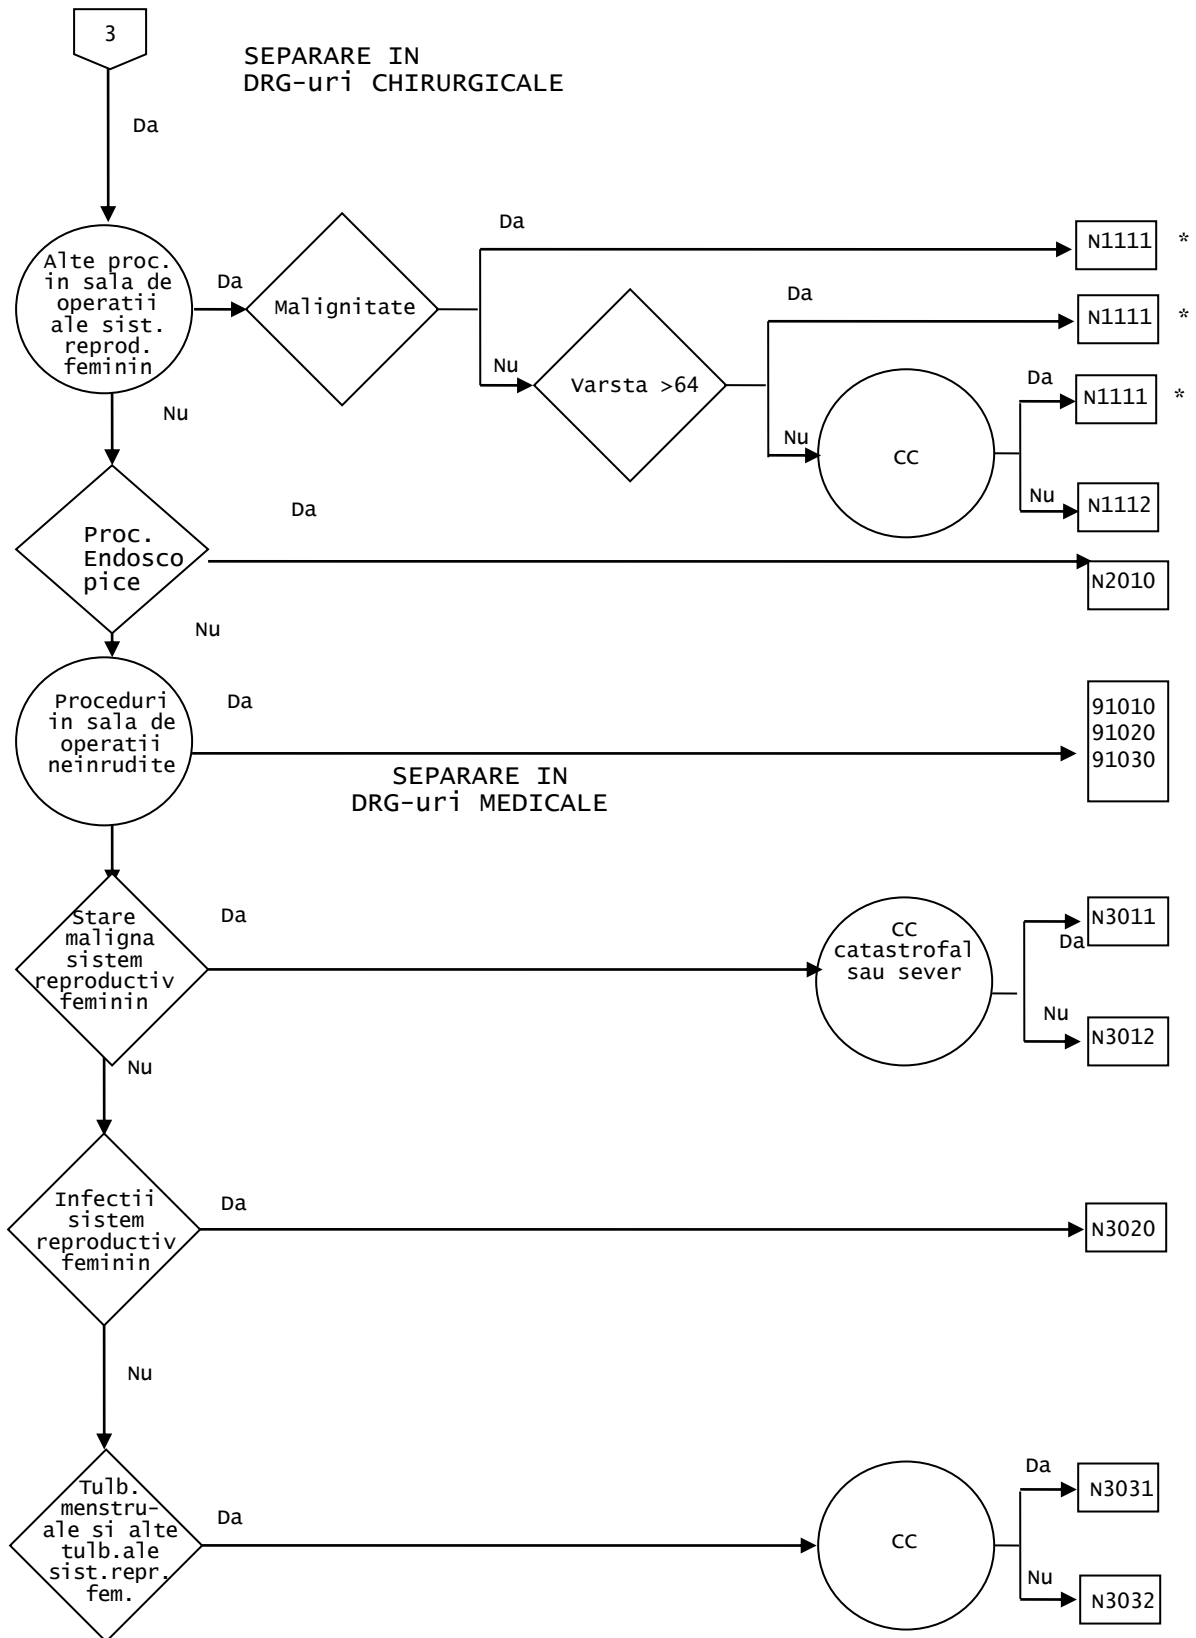 3
SEPARARE IN
DRG-uri CHIRURGICALE
Da
Alte proc.
in sala de
operatii
ale sist.
reprod.
feminin
Da
Malignitate
Da
N1111 *
Nu
Varsta >64
Da
N1111 *
Nu
CC
Da
N1111 *
Nu
N1112
Nu
Proc.
Endosco
pice
Da
N2010
Nu
Proceduri
in sala de
operatii
neinrudite
Da
91010
91020
91030
SEPARARE IN
DRG-uri MEDICALE
Stare
maligna
sistem
reproductiv
feminin
Da
CC
catastrofal
sau sever
Da
N3011
Nu
N3012
Nu
Infectii
sistem
reproductiv
feminin
Da
N3020
Nu
Tulb.
menstru-
ale si alte
tulb.ale
sist.repr.
fem.
Da
CC
Da
N3031
Nu
N3032